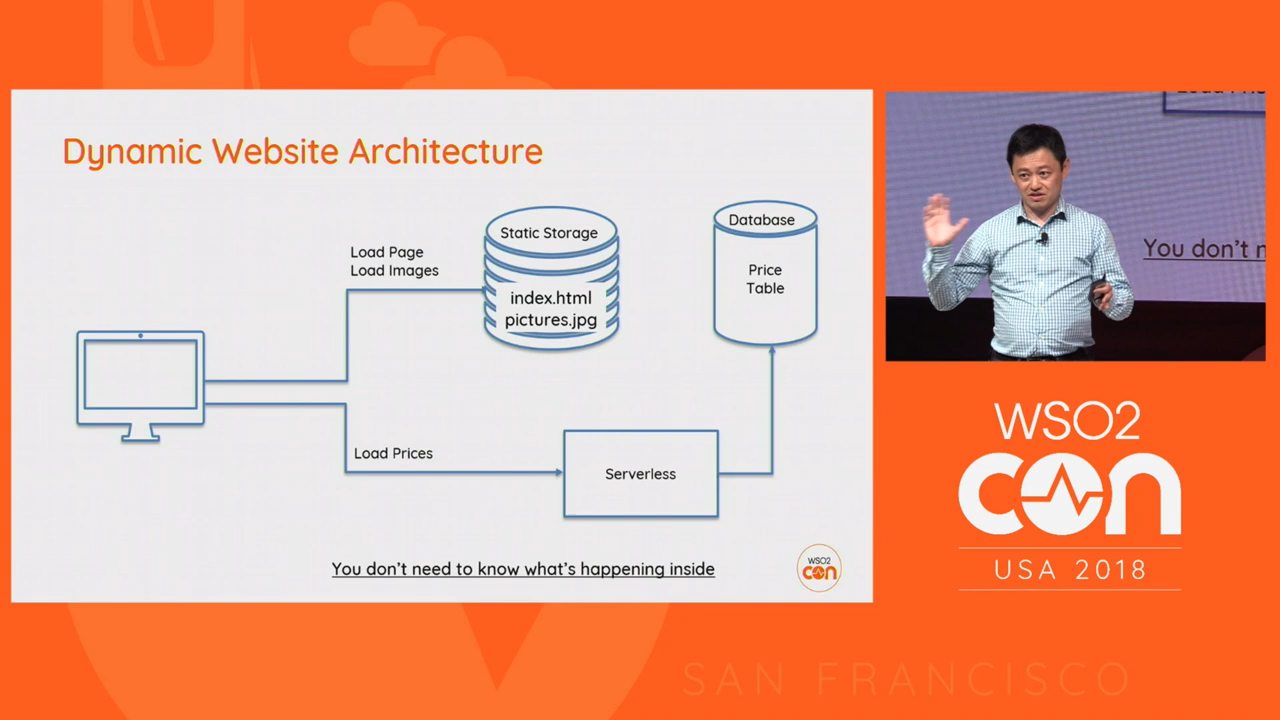 Dynamic Website Architecture
Load Page
Load Images
Static Storage
index.html
pictures.jpg
Database
Price
Table
Load Prices
Serverless
You don't need to know what's happening inside
WSO2
con
You don't n
WSO2
con
USA 2018
SAN FRANCISCO